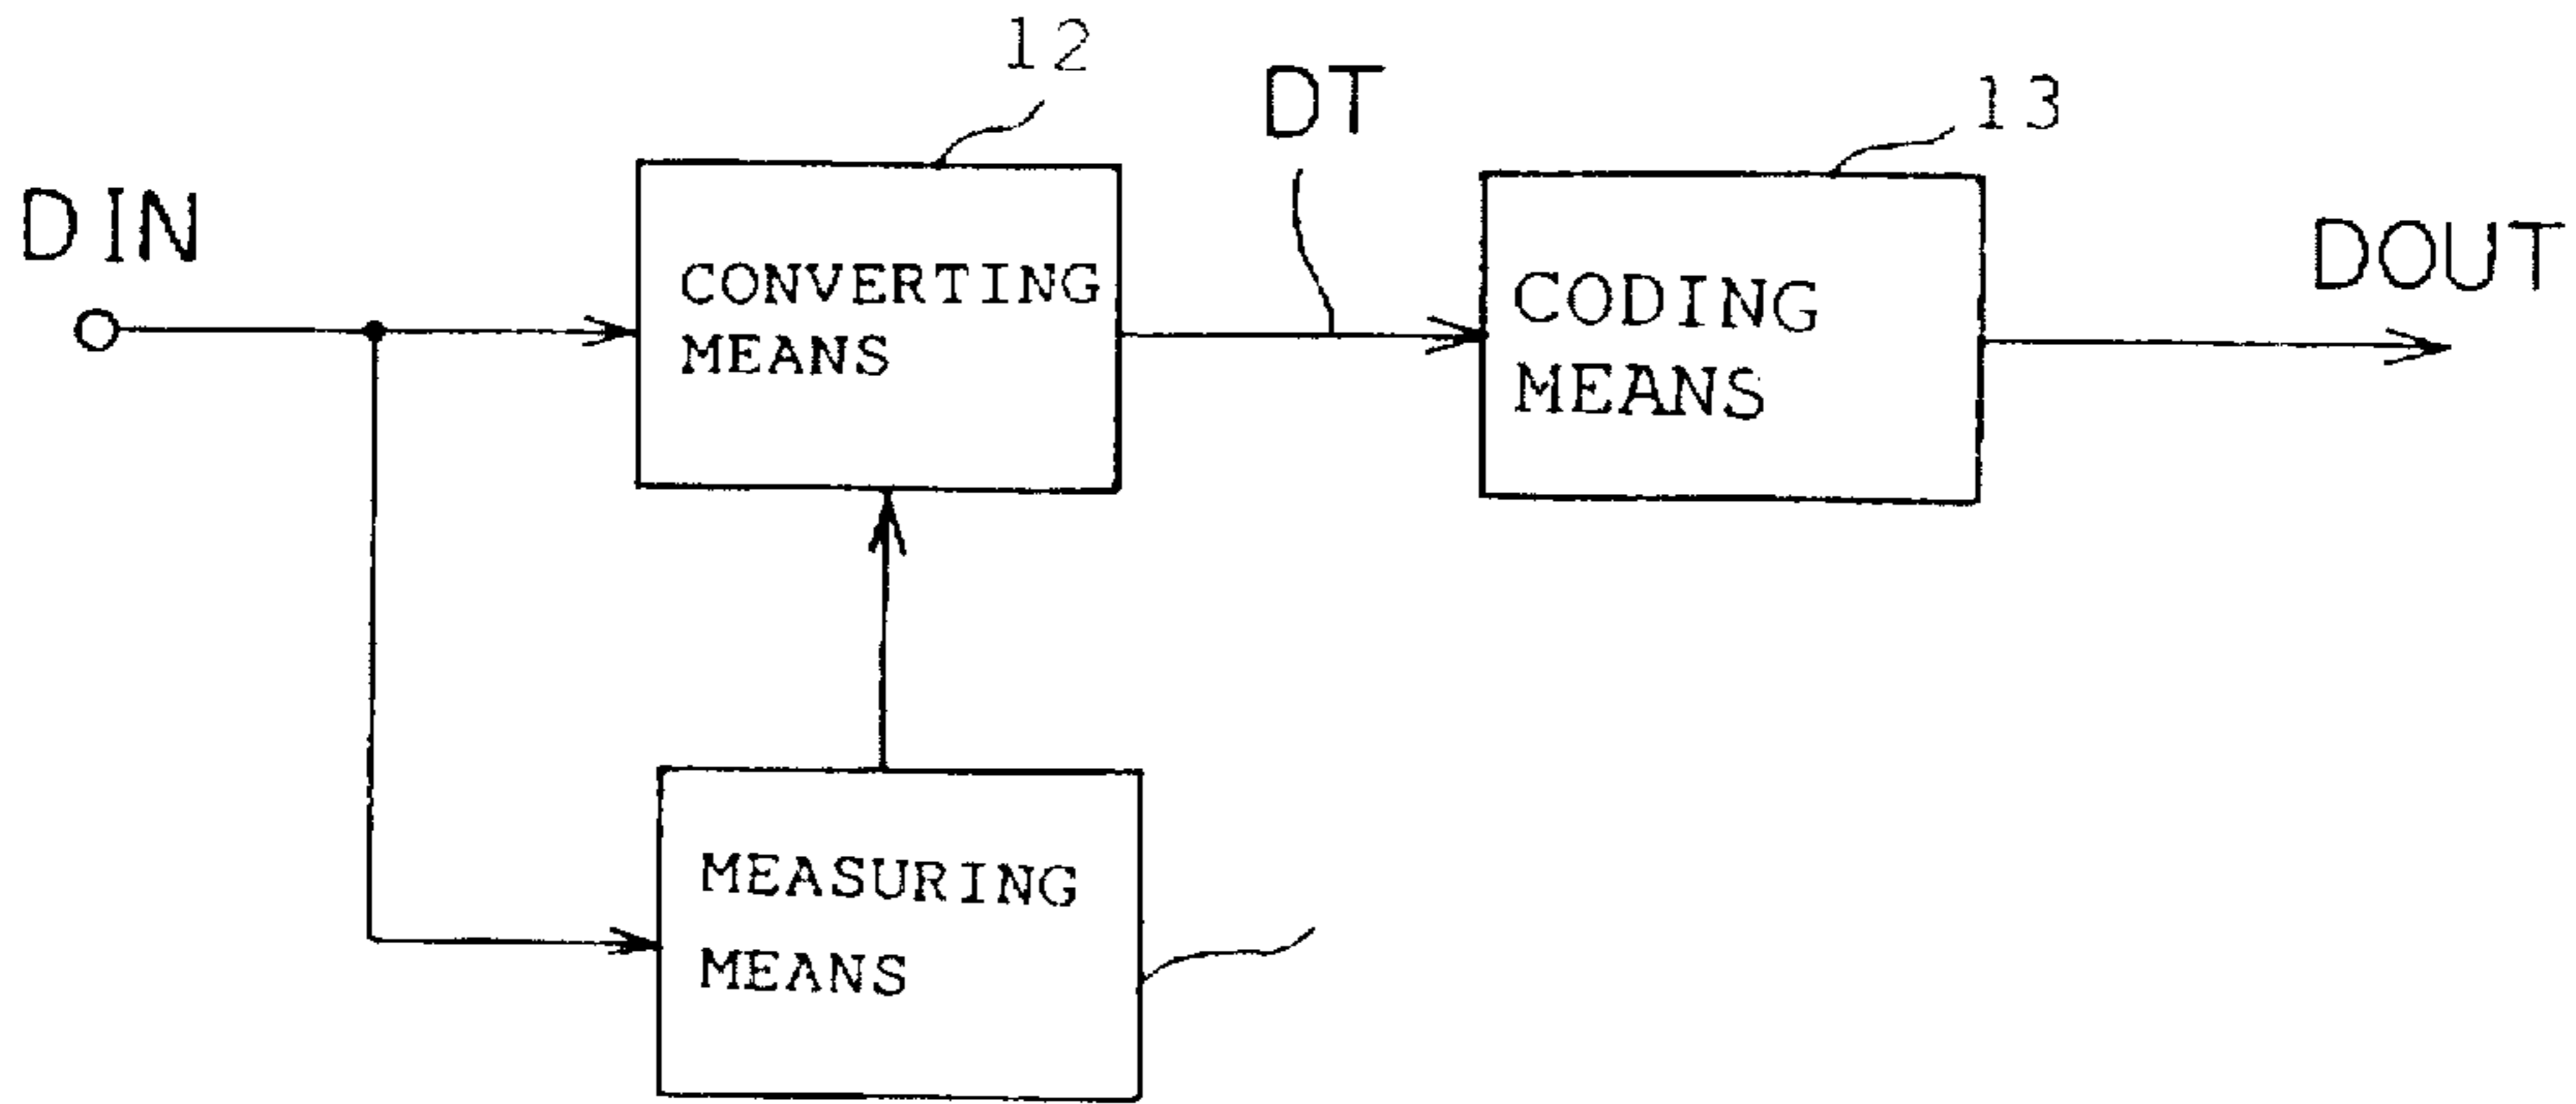 12
DT
13
DIN
DOUT
CONVERTING
MEANS
CODING
MEANS
MEASURING
MEANS